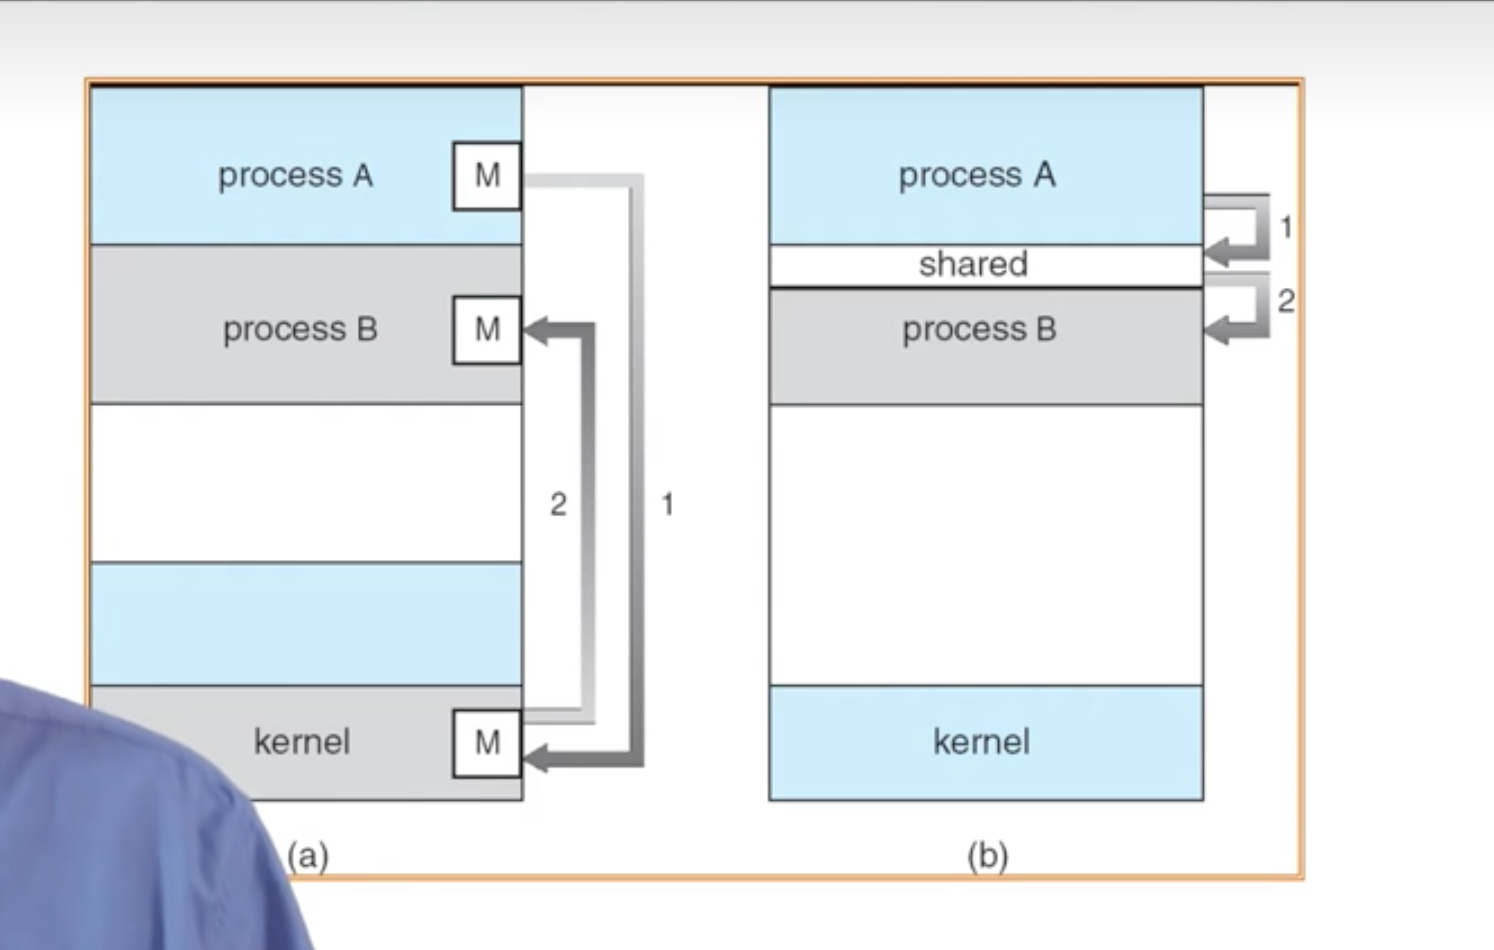 process A
M
process B
M
2
1
kernel
M
(a)
process A
1
shared
2
process B
kernel
(b)